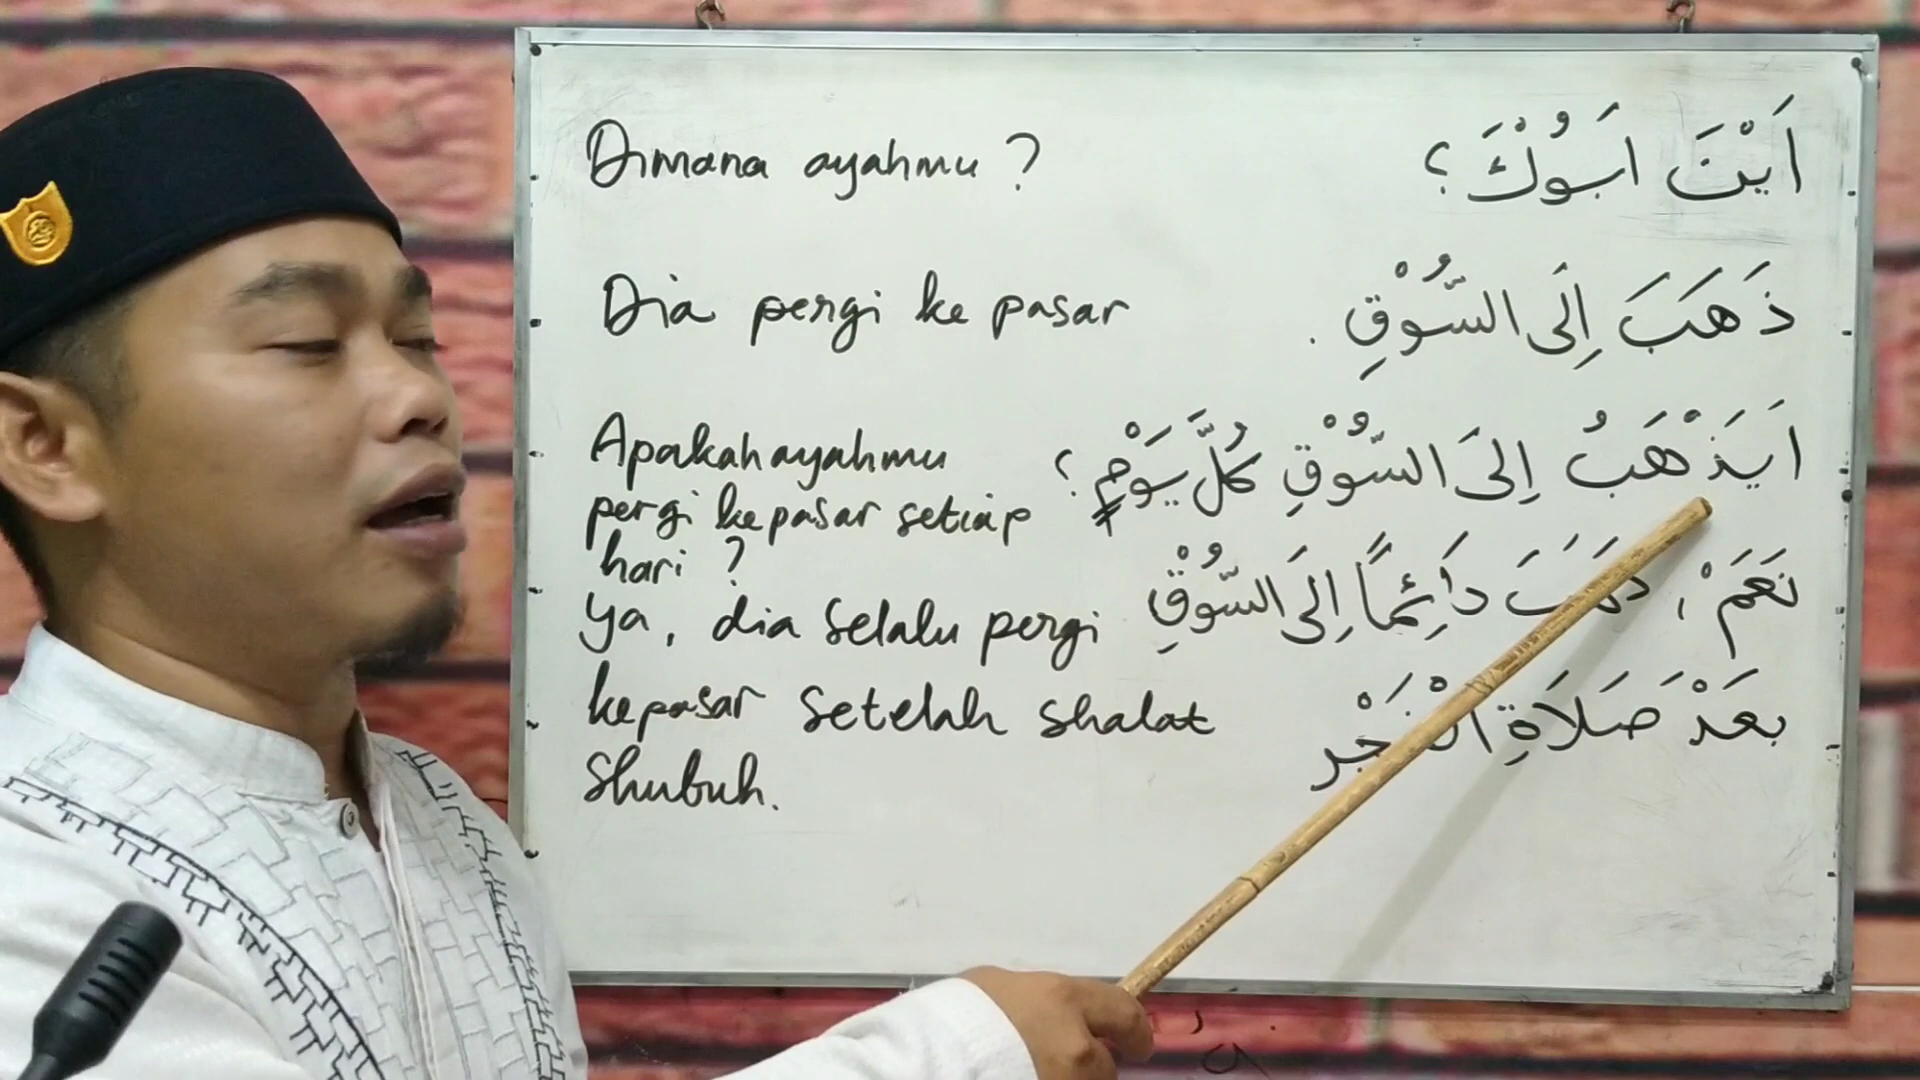 Dimana ayahmu ?
اَيْنَ اَبُوْكَ ؟
Dia pergi ke pasar
ذَهَبَ اِلَى السُّوْقِ .
Apakah ayahmu
pergi ke pasar setiap
hari ?
اَيَذْهَبُ اِلَى السُّوْقِ كُلَّ يَوْمٍ ؟
ya, dia selalu pergi
kepasar setelah shalat
Shubuh.
نَعَمْ ، دَائِمًا اِلَى السُّوْقِ
بَعْدَ صَلَاةِ